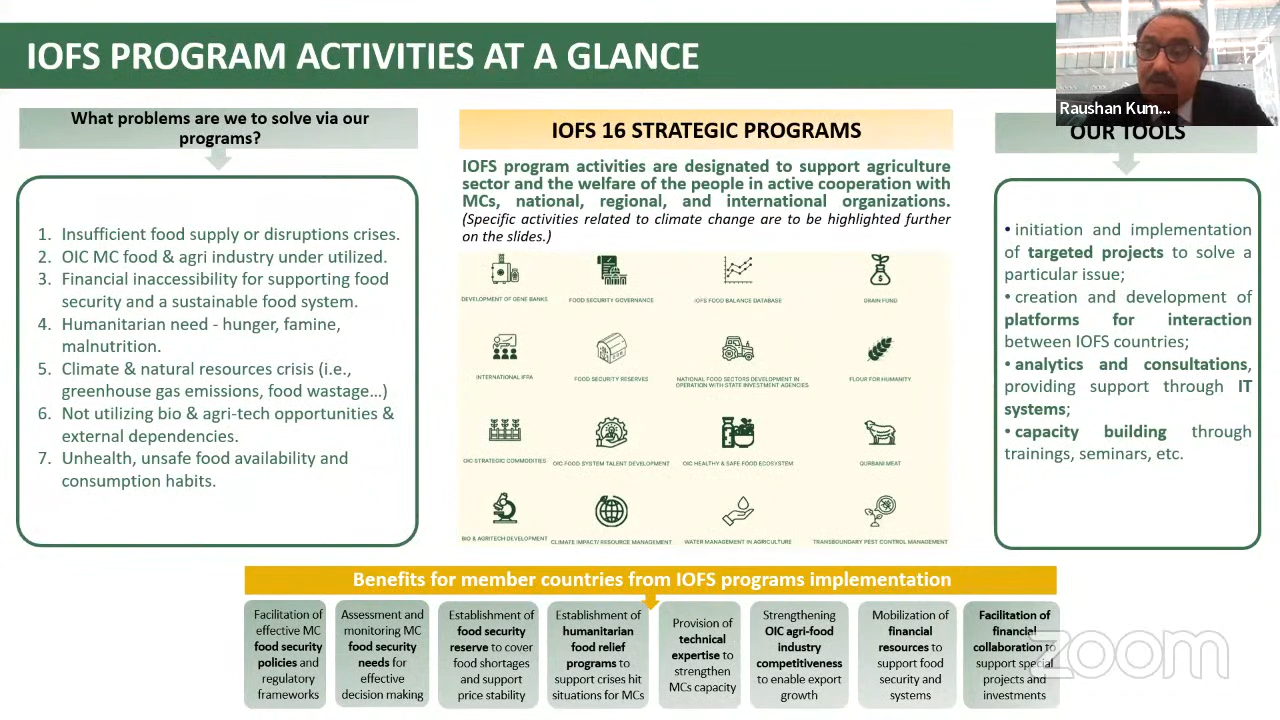 IOFS PROGRAM ACTIVITIES AT A GLANCE
Raushan Kum...
What problems are we to solve via our
programs?
1. Insufficient food supply or disruptions crises.
2. OIC MC food & agri industry under utilized.
3. Financial inaccessibility for supporting food
security and a sustainable food system.
4. Humanitarian need - hunger, famine,
malnutrition.
5. Climate & natural resources crisis (i.e.,
greenhouse gas emissions, food wastage...)
6. Not utilizing bio & agri-tech opportunities &
external dependencies.
7. Unhealth, unsafe food availability and
consumption habits.
IOFS 16 STRATEGIC PROGRAMS
IOFS program activities are designated to support agriculture
sector and the welfare of the people in active cooperation with
MCs, national, regional, and international organizations.
(Specific activities related to climate change are to be highlighted further
on the slides.)
DEVELOPMENT OF GENE BANKS
FOOD SECURITY GOVERNANCE
IOFS FOOD BALANCE DATABASE
GRAIN FUND
INTERNATIONAL IFPA
FOOD SECURITY RESERVES
NATIONAL FOOD SECTORS DEVELOPMENT IN
OPERATION WITH STATE INVESTMENT AGENCIES
FLOUR FOR HUMANITY
OIC STRATEGIC COMMODITIES
OIC FOOD SYSTEM TALENT DEVELOPMENT
OIC HEALTHY & SAFE FOOD ECOSYSTEM
QURBANI MEAT
BIO & AGRITECH DEVELOPMENT
CLIMATE IMPACT/ RESOURCE MANAGEMENT
WATER MANAGEMENT IN AGRICULTURE
TRANSBOUNDARY PEST CONTROL MANAGEMENT
OUR TOOLS
• initiation and implementation
of targeted projects to solve a
particular issue;
• creation and development of
platforms for interaction
between IOFS countries;
• analytics and consultations,
providing support through IT
systems;
• capacity building through
trainings, seminars, etc.
Benefits for member countries from IOFS programs implementation
Facilitation of
effective MC
food security
policies and
regulatory
frameworks
Assessment and
monitoring MC
food security
needs for
effective
decision making
Establishment of
food security
reserve to cover
food shortages
and support
price stability
Establishment of
humanitarian
food relief
programs to
support crises hit
situations for MCs
Provision of
technical
expertise to
strengthen
MCs capacity
Strengthening
OIC agri-food
industry
competitiveness
to enable export
growth
Mobilization of
financial
resources to
support food
security and
systems
Facilitation of
financial
collaboration to
support special
projects and
investments
zoom